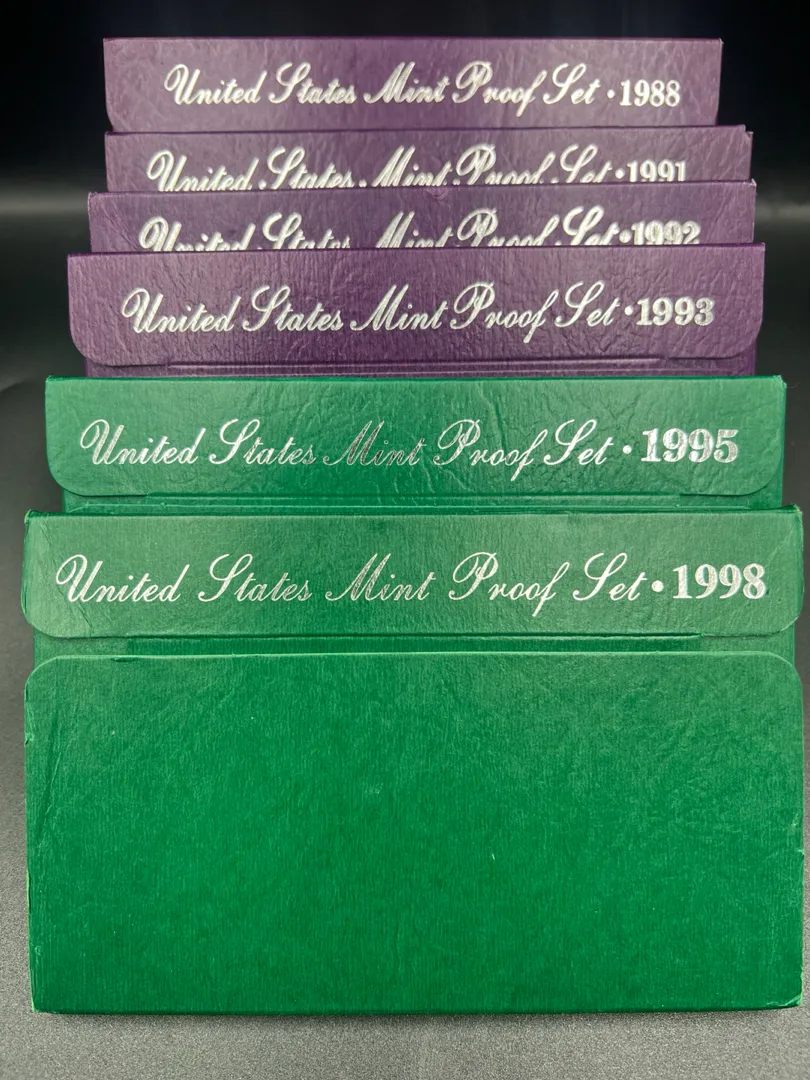 United States Mint Proof Set · 1988
United States Mint Proof Set · 1991
United States Mint Proof Set · 1992
United States Mint Proof Set · 1993
United States Mint Proof Set · 1995
United States Mint Proof Set · 1998